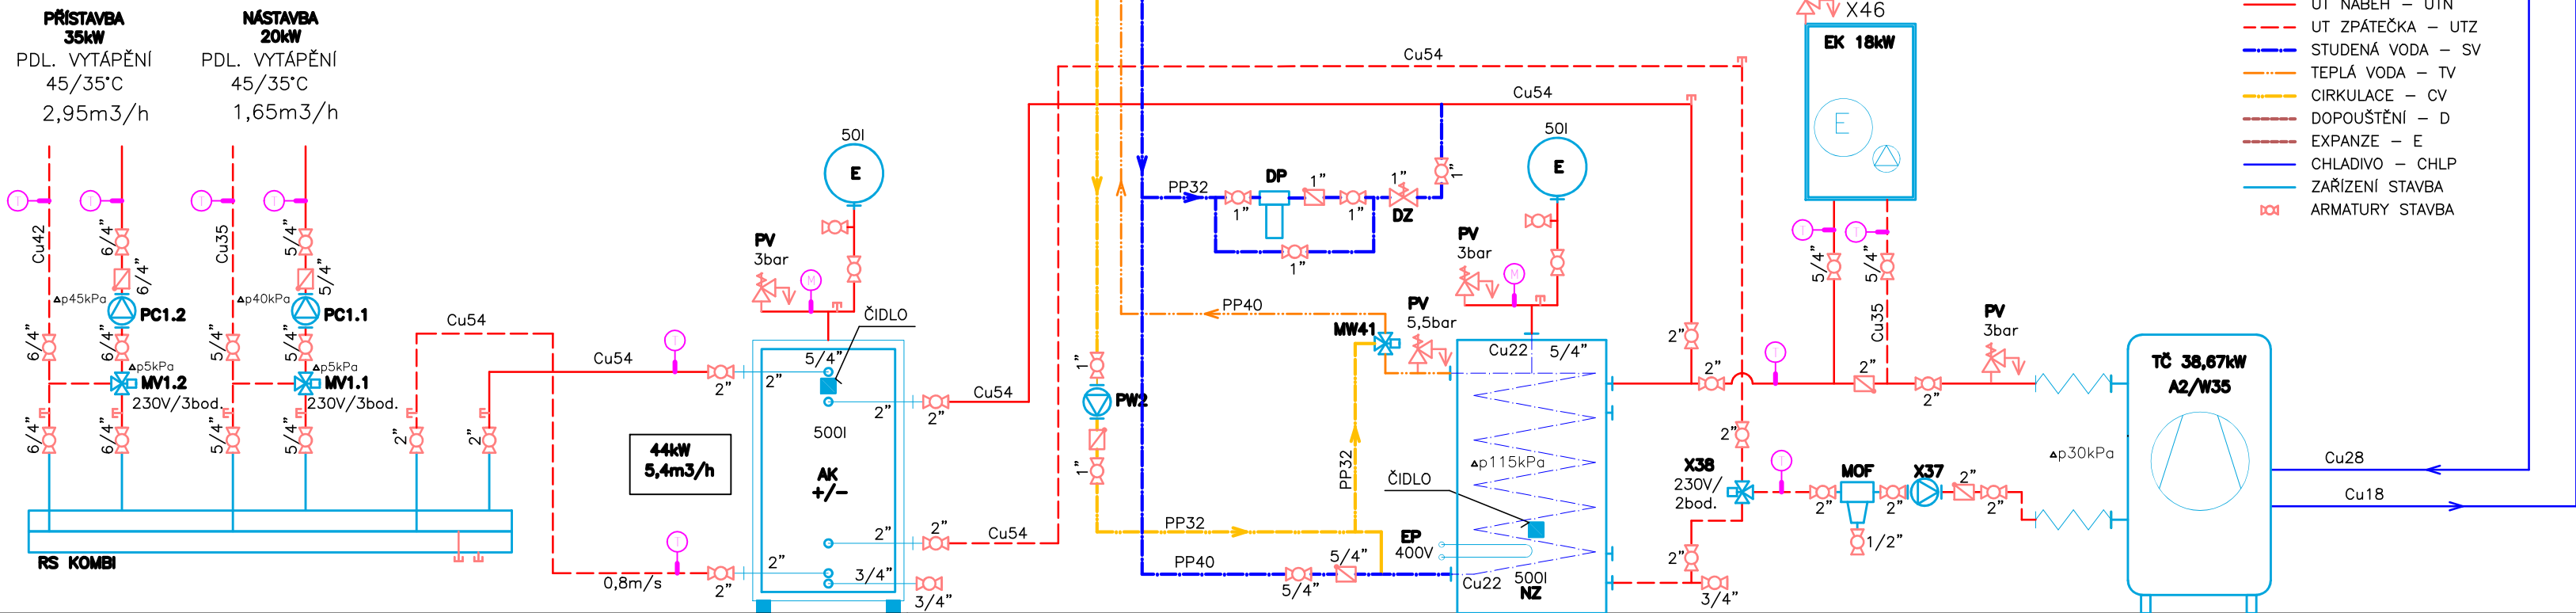 PŘÍSTAVBA
35kW
PDL. VYTÁPĚNÍ
45/35°C
2,95m3/h
NÁSTAVBA
20kW
PDL. VYTÁPĚNÍ
45/35°C
1,65m3/h
T
T
T
T
Cu42
6/4"
Cu35
5/4"
6/4"
5/4"
Δp45kPa
PC1.2
Δp40kPa
PC1.1
6/4"
6/4"
5/4"
5/4"
Δp5kPa
MV1.2
230V/3bod.
Δp5kPa
MV1.1
230V/3bod.
6/4"
6/4"
5/4"
5/4"
2"
2"
RS KOMBI
Cu54
Cu54
T
2"
T
0,8m/s
2"
44kW
5,4m3/h
50l
E
PV
3bar
M
ČIDLO
5/4"
2"
2"
2"
500l
AK
+/−
2"
2"
2"
3/4"
3/4"
Cu54
Cu54
Cu54
Cu54
1"
PW2
1"
PP32
PP40
PP32
DP
1"
1"
1"
1"
1"
DZ
1"
PP40
MW41
PV
5,5bar
PP32
5/4"
5/4"
50l
E
PV
3bar
M
Cu22
5/4"
Δp115kPa
ČIDLO
EP
400V
Cu22
500l
NZ
3/4"
2"
2"
2"
2"
X38
230V/
2bod.
T
T
2"
MOF
2"
X37
2"
2"
1/2"
X46
EK 18kW
E
T
T
5/4"
5/4"
Cu35
2"
2"
PV
3bar
Δp30kPa
TČ 38,67kW
A2/W35
Cu28
Cu18
UT NÁBĚH − UTN
UT ZPÁTEČKA − UTZ
STUDENÁ VODA − SV
TEPLÁ VODA − TV
CIRKULACE − CV
DOPOUŠTĚNÍ − D
EXPANZE − E
CHLADIVO − CHLP
ZAŘÍZENÍ STAVBA
ARMATURY STAVBA